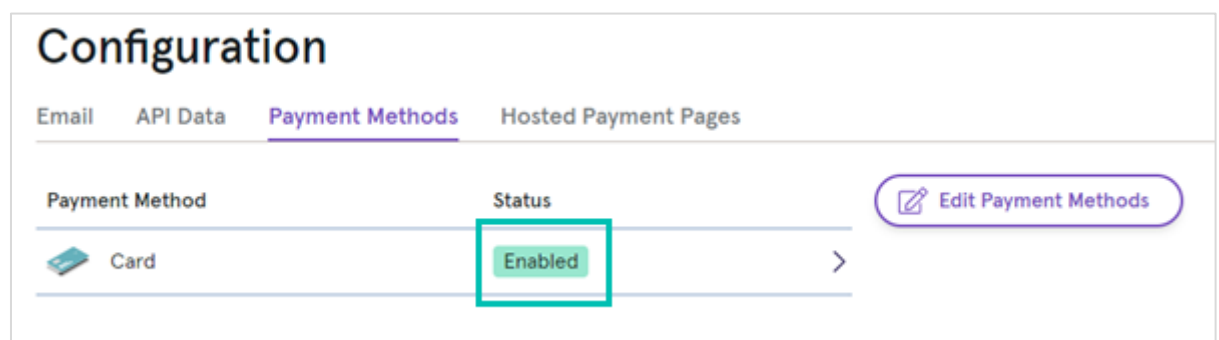 Configuration
Email API Data Payment Methods Hosted Payment Pages
Payment Method Status Edit Payment Methods
Card Enabled